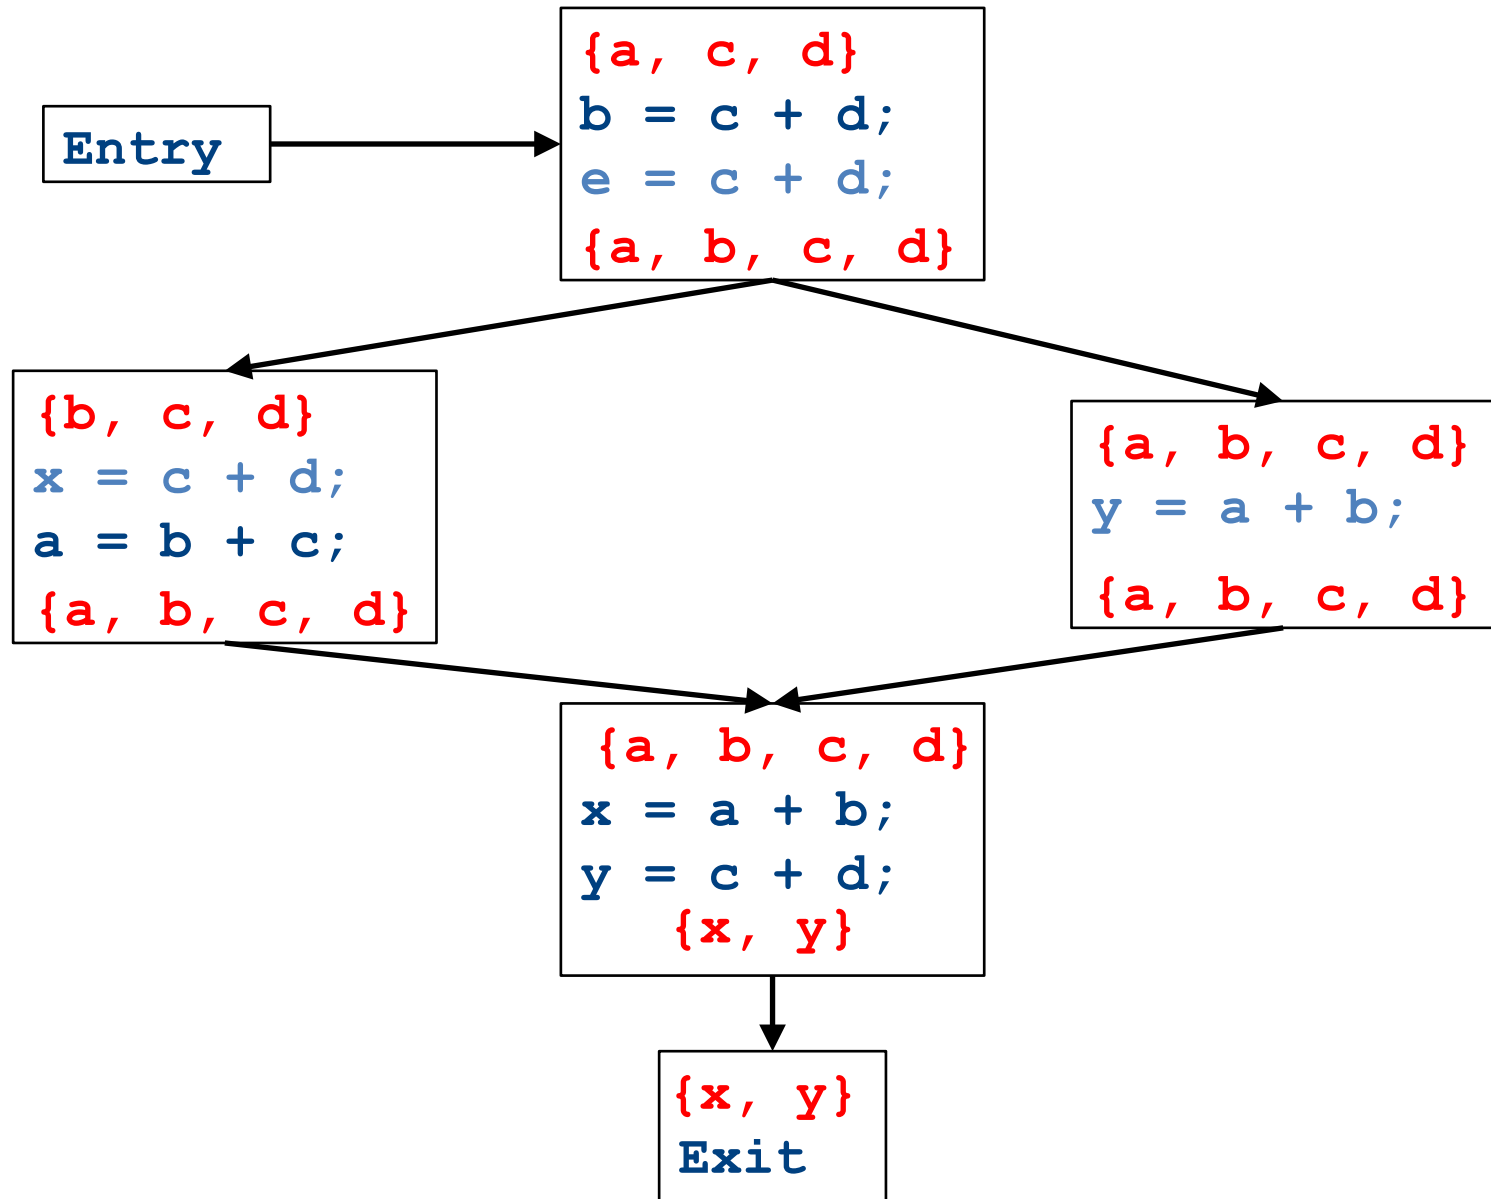 {a, c, d}
b = c + d;
e = c + d;
{a, b, c, d}
Entry
{b, c, d}
x = c + d;
a = b + c;
{a, b, c, d}
{a, b, c, d}
y = a + b;
{a, b, c, d}
{a, b, c, d}
x = a + b;
y = c + d;
{x, y}
{x, y}
Exit